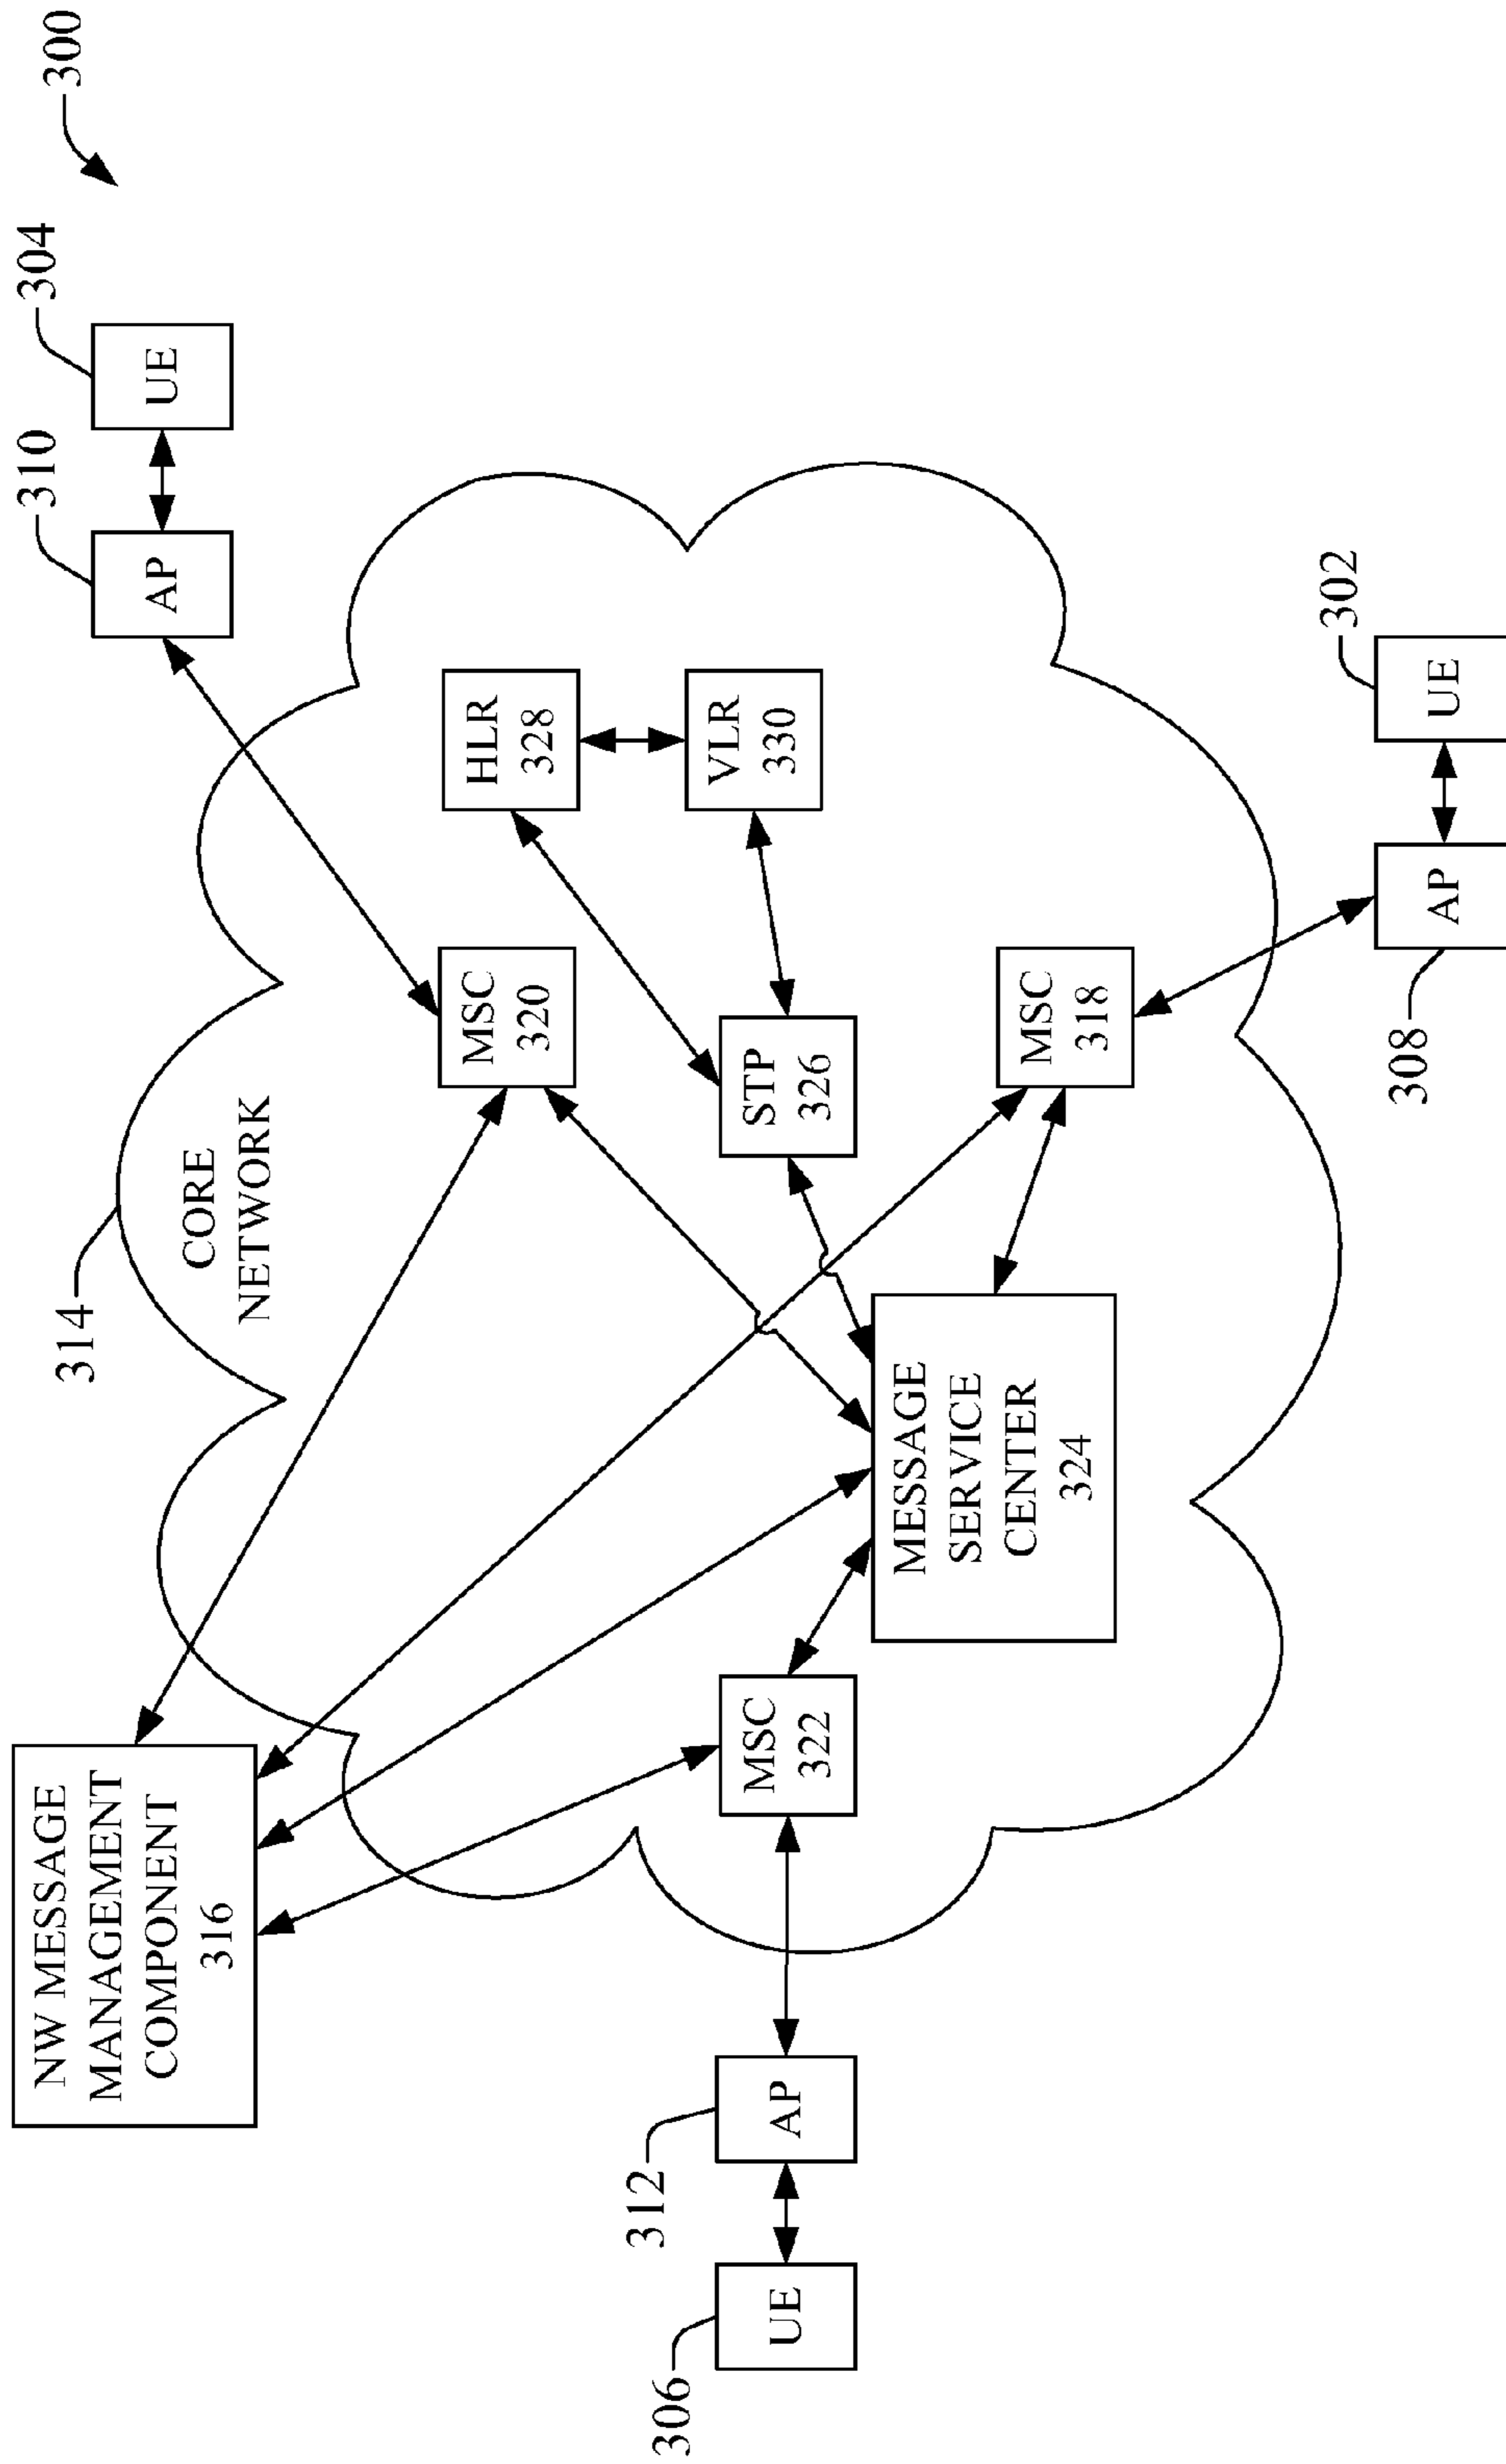 300
NW MESSAGE
MANAGEMENT
COMPONENT
316
314
CORE
NETWORK
310
304
AP
UE
MSC
320
HLR
328
VLR
330
STP
326
306
312
UE
AP
MSC
322
MESSAGE
SERVICE
CENTER
324
MSC
318
308
302
AP
UE